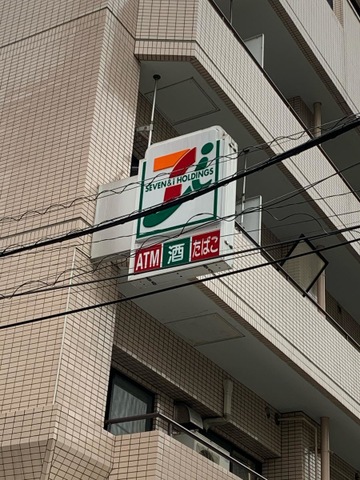 7i
SEVEN & i HOLDINGS
ATM 酒 たばこ